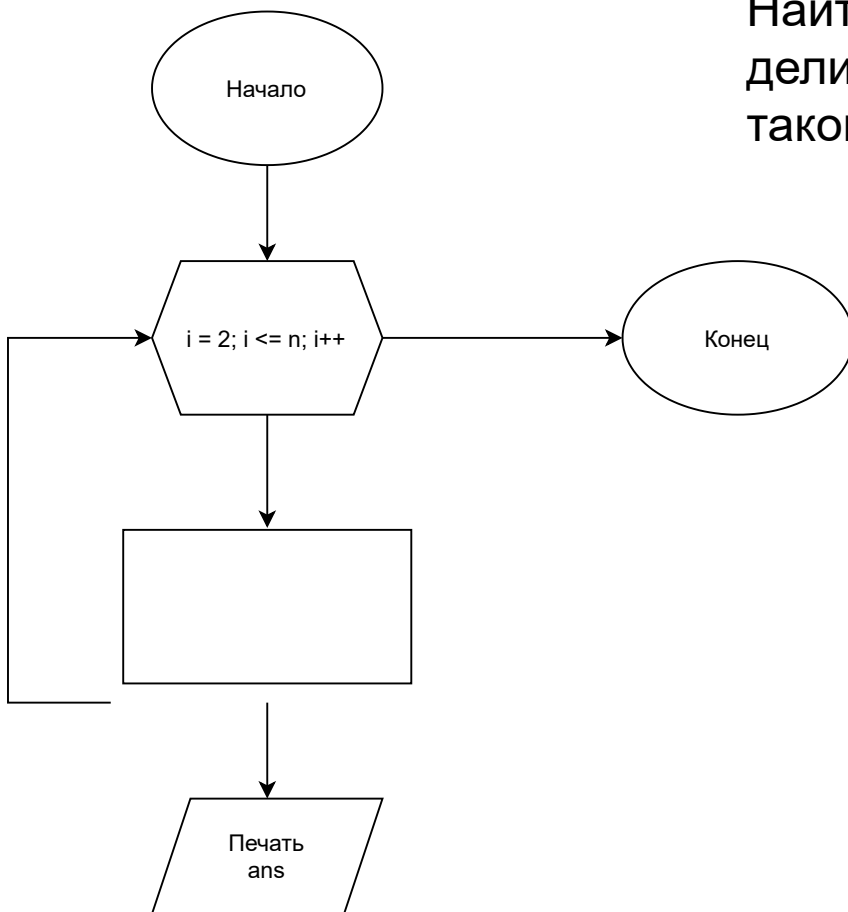 Начало
i = 2; i <= n; i++
Конец
Печать
ans